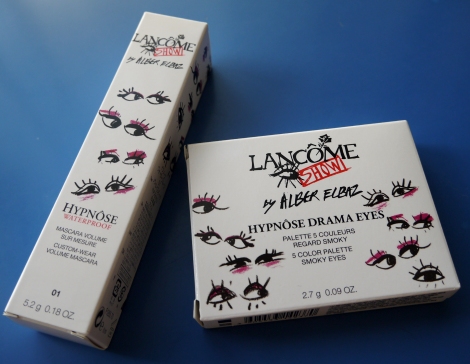 LANCÔME
SHOW
by ALBER ELBAZ
HYPNÔSE
WATERPROOF
MASCARA VOLUME
SUR MESURE
CUSTOM-WEAR
VOLUME MASCARA
01
5.2 g 0.18 OZ.
LANCÔME
SHOW
by ALBER ELBAZ
HYPNÔSE DRAMA EYES
PALETTE 5 COULEURS
REGARD SMOKY
5 COLOR PALETTE
SMOKY EYES
2.7 g 0.09 OZ.